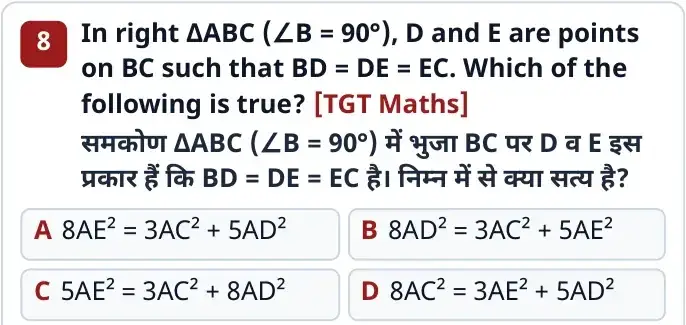 8 In right ΔABC (∠B = 90°), D and E are points
on BC such that BD = DE = EC. Which of the
following is true? [TGT Maths]
समकोण ΔABC (∠B = 90°) में भुजा BC पर D व E इस
प्रकार हैं कि BD = DE = EC है। निम्न में से क्या सत्य है?
A 8AE² = 3AC² + 5AD²
B 8AD² = 3AC² + 5AE²
C 5AE² = 3AC² + 8AD²
D 8AC² = 3AE² + 5AD²